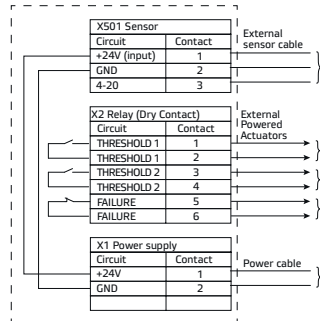 X501 Sensor
Circuit Contact
+24V (input) 1
GND 2
4-20 3
External
sensor cable
X2 Relay (Dry Contact)
Circuit Contact
THRESHOLD 1 1
THRESHOLD 1 2
THRESHOLD 2 3
THRESHOLD 2 4
FAILURE 5
FAILURE 6
External
Powered
Actuators
X1 Power supply
Circuit Contact
+24V 1
GND 2
Power cable